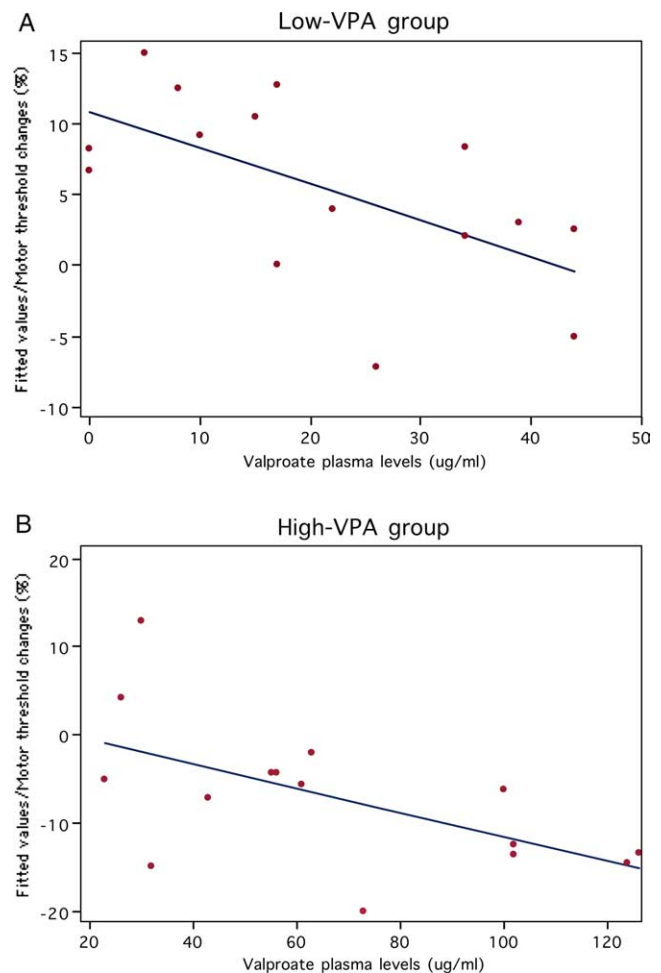 A
Low-VPA group
Fitted values/Motor threshold changes (%)
15
10
5
0
-5
-10
0 10 20 30 40 50
Valproate plasma levels (ug/ml)
B
High-VPA group
Fitted values/Motor threshold changes (%)
20
10
0
-10
-20
20 40 60 80 100 120
Valproate plasma levels (ug/ml)